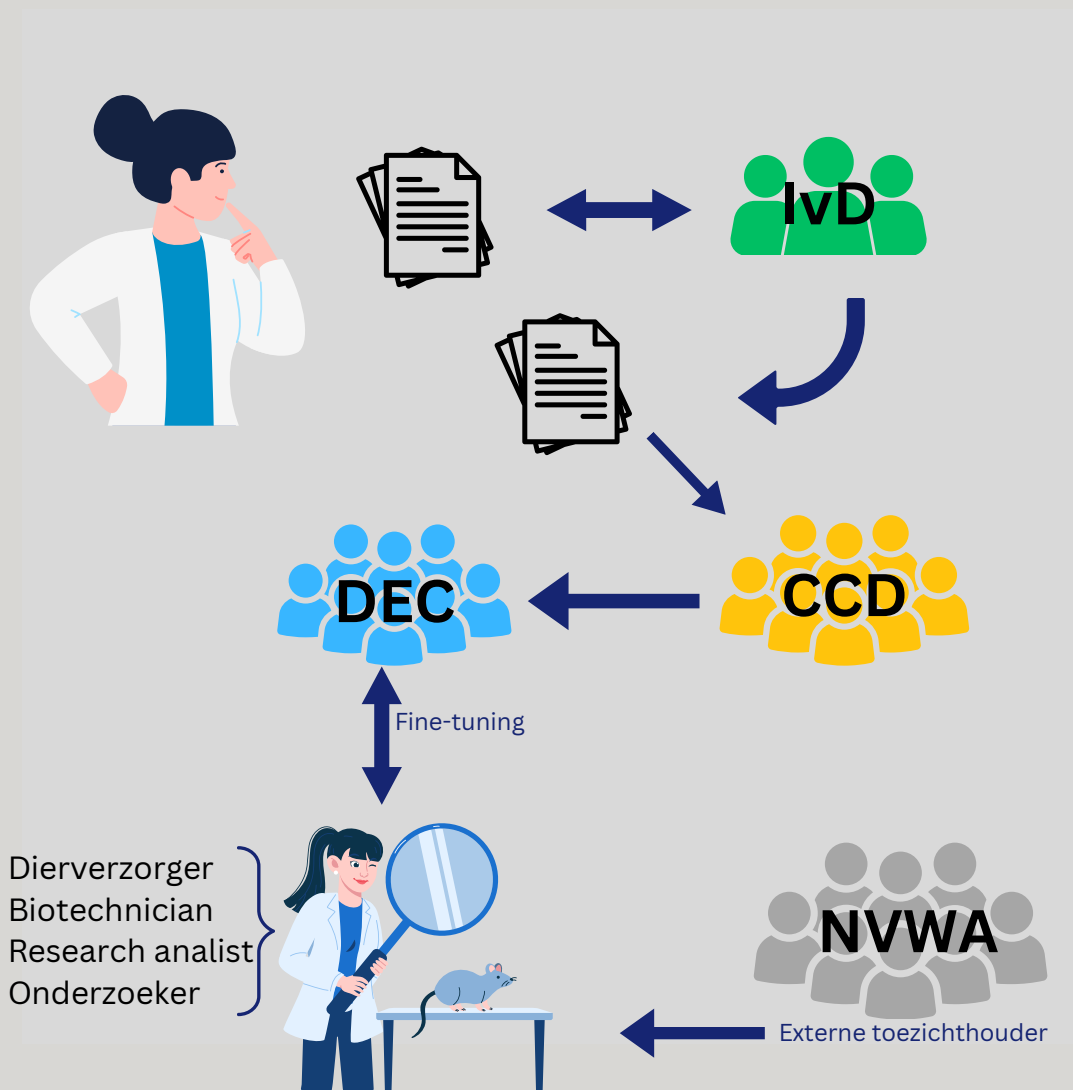 IvD
DEC
CCD
Fine-tuning
Dierverzorger
Biotechnician
Research analist
Onderzoeker
NVWA
Externe toezichthouder